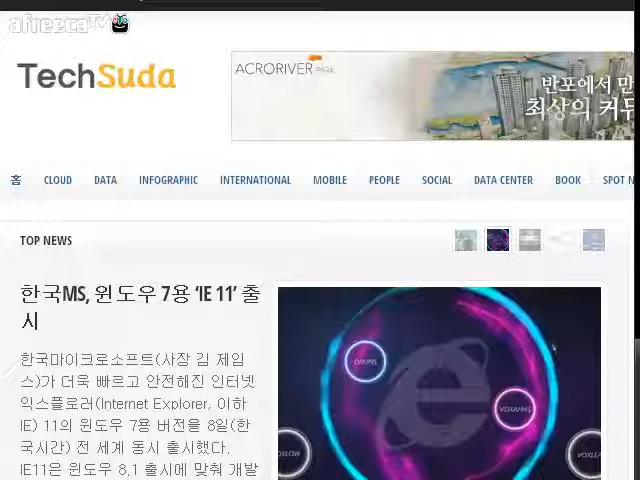 afreecaTV
TechSuda
ACRORIVER PARK
반포에서 만
최상의 커뮤
홈 CLOUD DATA INFOGRAPHIC INTERNATIONAL MOBILE PEOPLE SOCIAL DATA CENTER BOOK SPOT N
TOP NEWS
한국MS, 윈도우 7용 ‘IE 11’ 출
시
한국마이크로소프트(사장 김 제임
스)가 더욱 빠르고 안전해진 인터넷
익스플로러(Internet Explorer, 이하
IE) 11의 윈도우 7용 버전을 8일(한
국시간) 전 세계 동시 출시했다.
IE11은 윈도우 8.1 출시에 맞춰 개발
DRUMS
VOXAHHS
VOXLOW
VOXLEA